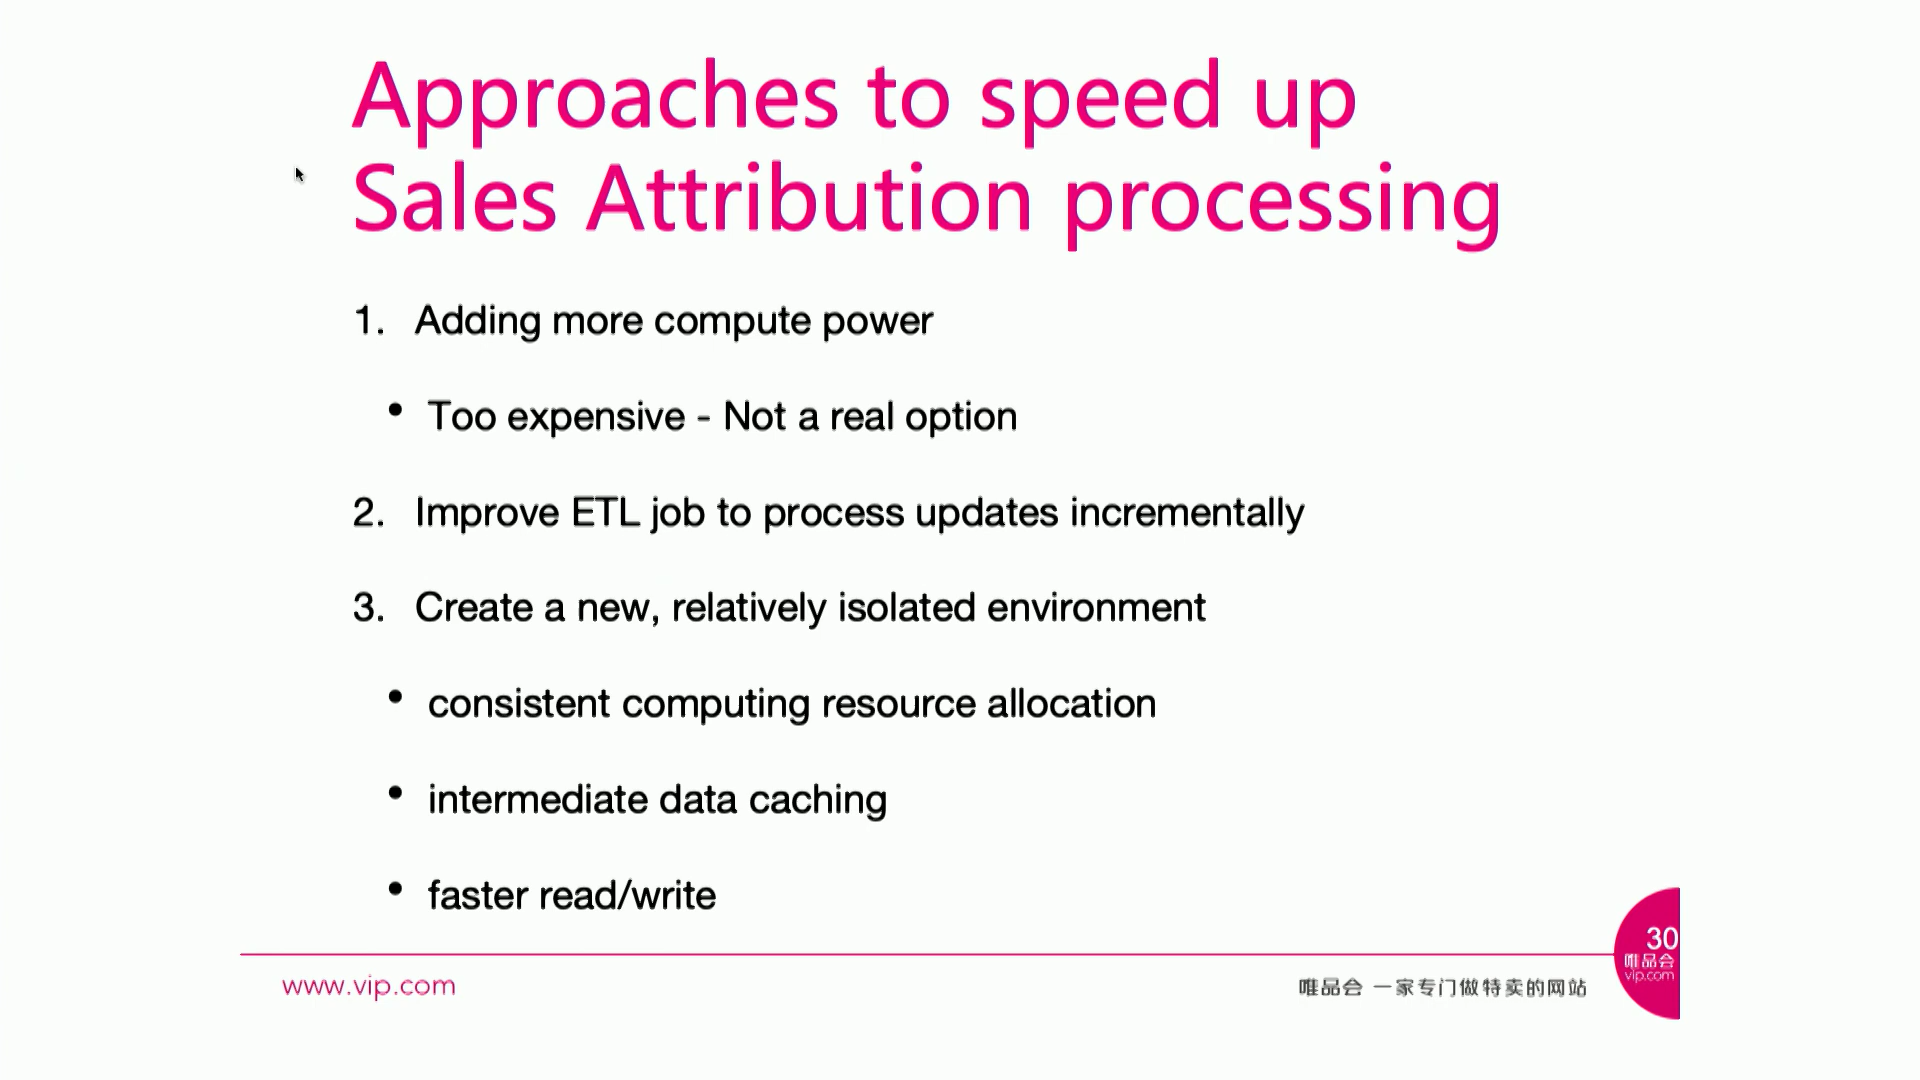 Approaches to speed up
Sales Attribution processing
1. Adding more compute power
• Too expensive - Not a real option
2. Improve ETL job to process updates incrementally
3. Create a new, relatively isolated environment
• consistent computing resource allocation
• intermediate data caching
• faster read/write
30
唯品会
vip.com
www.vip.com
唯品会 一家专门做特卖的网站